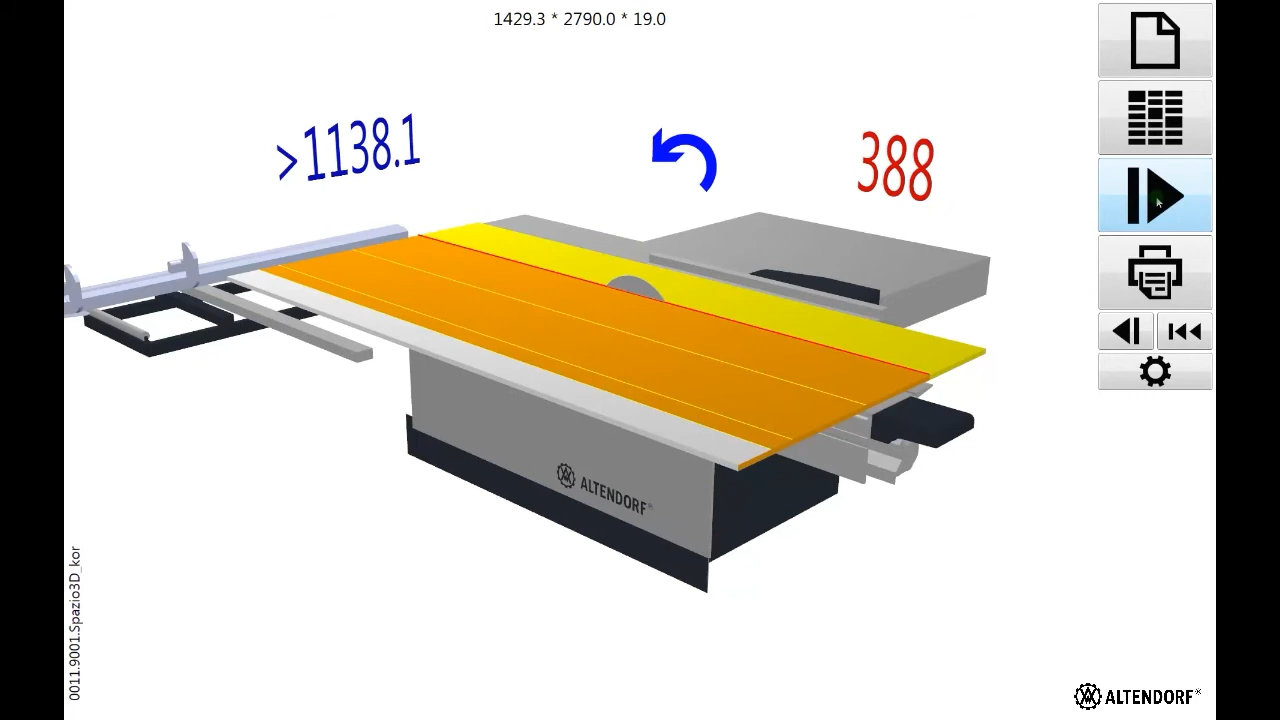 1429.3 * 2790.0 * 19.0
>1138.1
388
ALTENDORF®
0011.9001.Spazio3D_kor
ALTENDORF®